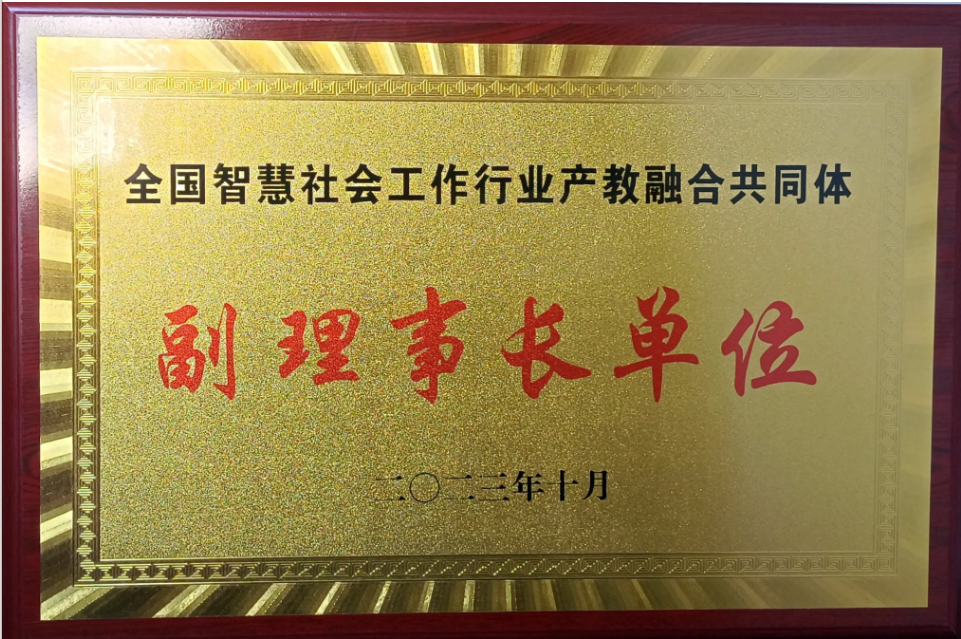 全国智慧社会工作行业产教融合共同体
副理事长单位
二〇二三年十月